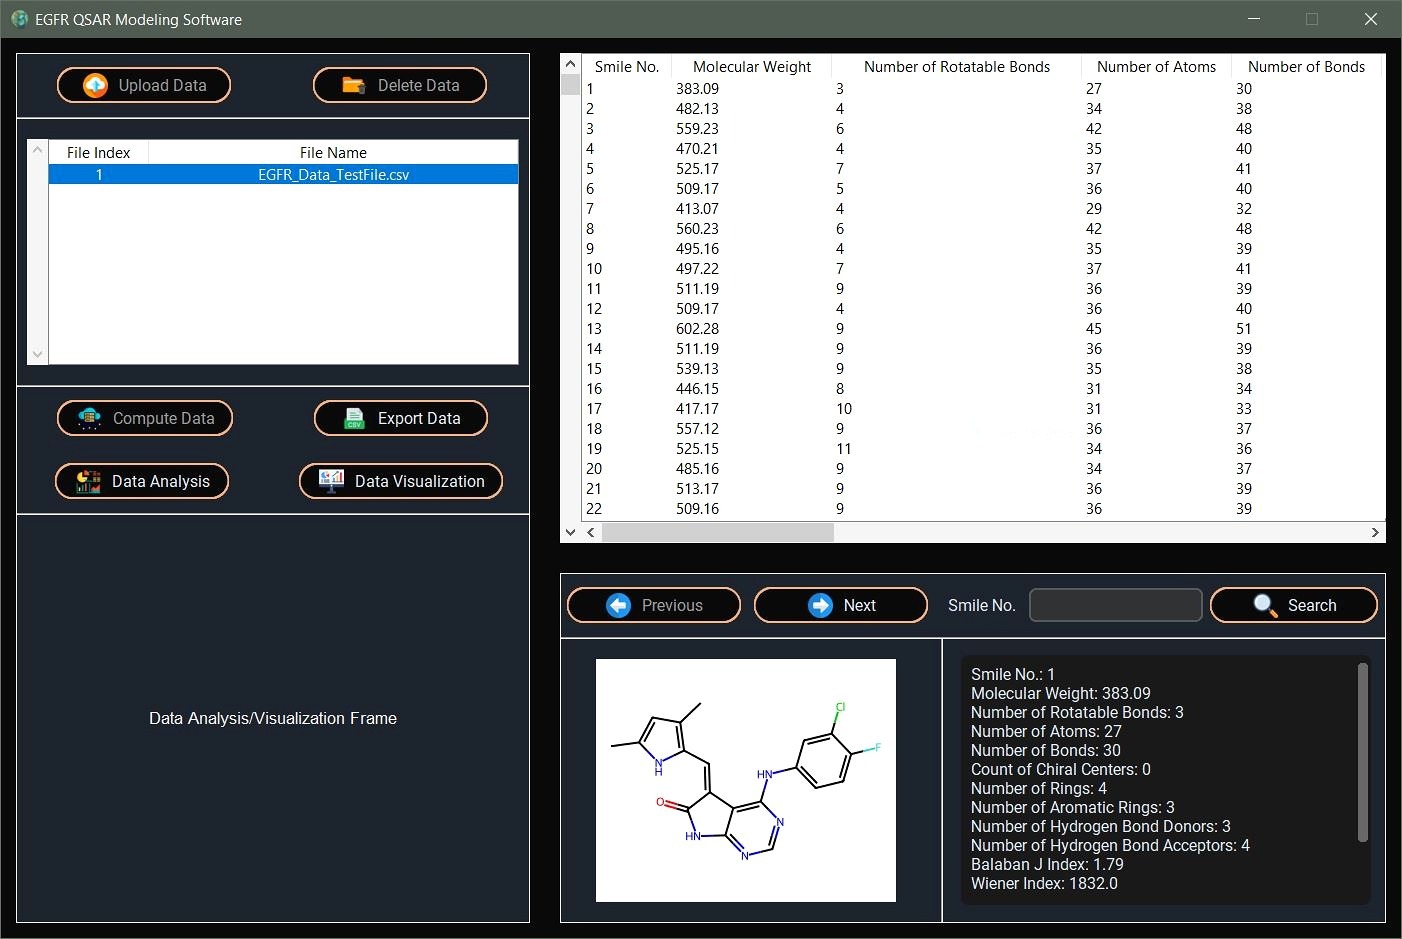 EGFR QSAR Modeling Software
Upload Data
Delete Data
File Index File Name
1 EGFR_Data_TestFile.csv
Compute Data
CSV
Export Data
Data Analysis
Data Visualization
Data Analysis/Visualization Frame
Smile No. Molecular Weight Number of Rotatable Bonds Number of Atoms Number of Bonds
1 383.09 3 27 30
2 482.13 4 34 38
3 559.23 6 42 48
4 470.21 4 35 40
5 525.17 7 37 41
6 509.17 5 36 40
7 413.07 4 29 32
8 560.23 6 42 48
9 495.16 4 35 39
10 497.22 7 37 41
11 511.19 9 36 39
12 509.17 4 36 40
13 602.28 9 45 51
14 511.19 9 36 39
15 539.13 9 35 38
16 446.15 8 31 34
17 417.17 10 31 33
18 557.12 9 36 37
19 525.15 11 34 36
20 485.16 9 34 37
21 513.17 9 36 39
22 509.16 9 36 39
Previous
Next
Smile No.
Search
Cl
F
N
H
HN
O
N
HN
N
Smile No.: 1
Molecular Weight: 383.09
Number of Rotatable Bonds: 3
Number of Atoms: 27
Number of Bonds: 30
Count of Chiral Centers: 0
Number of Rings: 4
Number of Aromatic Rings: 3
Number of Hydrogen Bond Donors: 3
Number of Hydrogen Bond Acceptors: 4
Balaban J Index: 1.79
Wiener Index: 1832.0